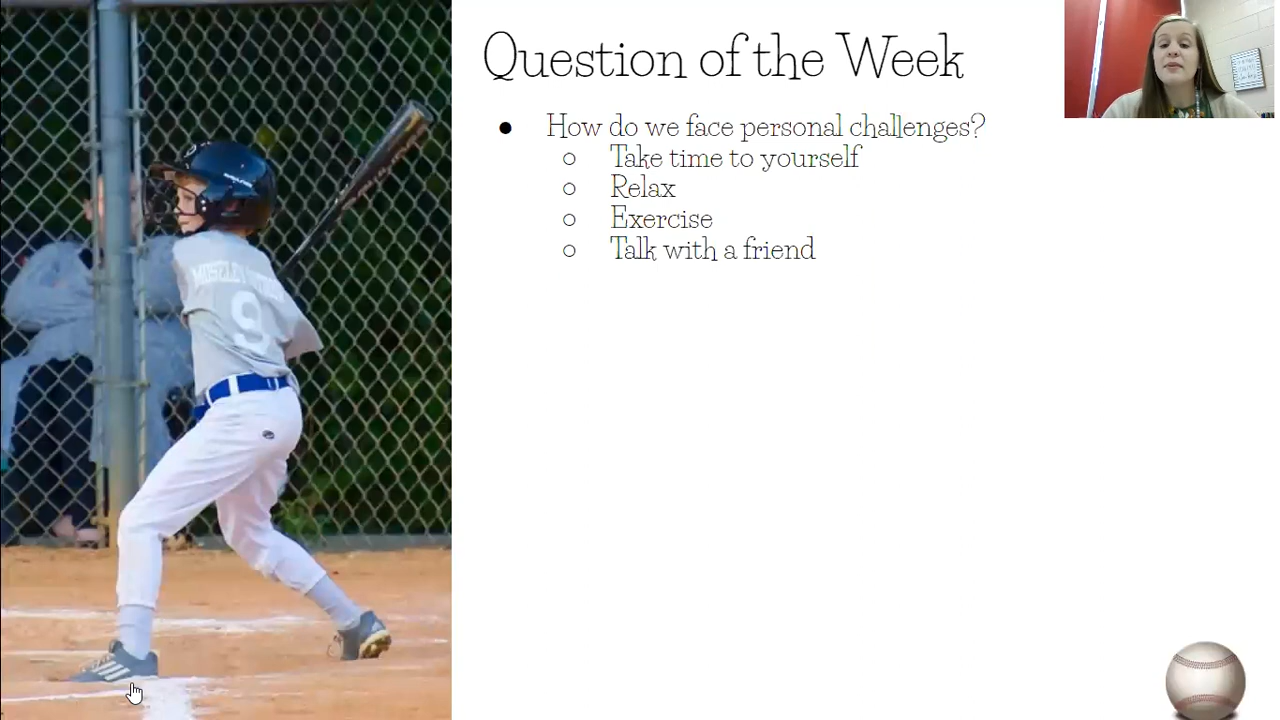 Question of the Week
● How do we face personal challenges?
○ Take time to yourself
○ Relax
○ Exercise
○ Talk with a friend
9